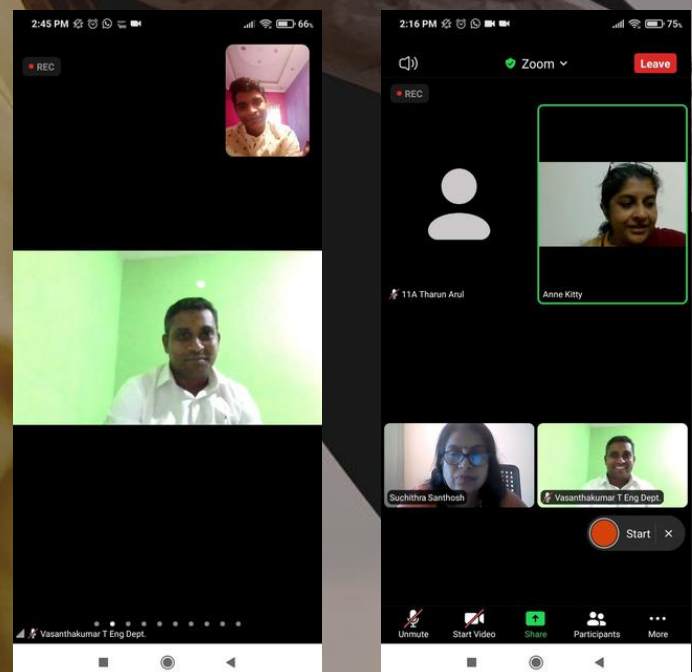 2:45 PM
66%
REC
Vasanthakumar T Eng Dept.
2:16 PM
75%
Zoom
Leave
REC
11A Tharun Arul
Anne Kitty
Suchithra Santhosh
Vasanthakumar T Eng Dept.
Start
Unmute
Start Video
Share
Participants
More